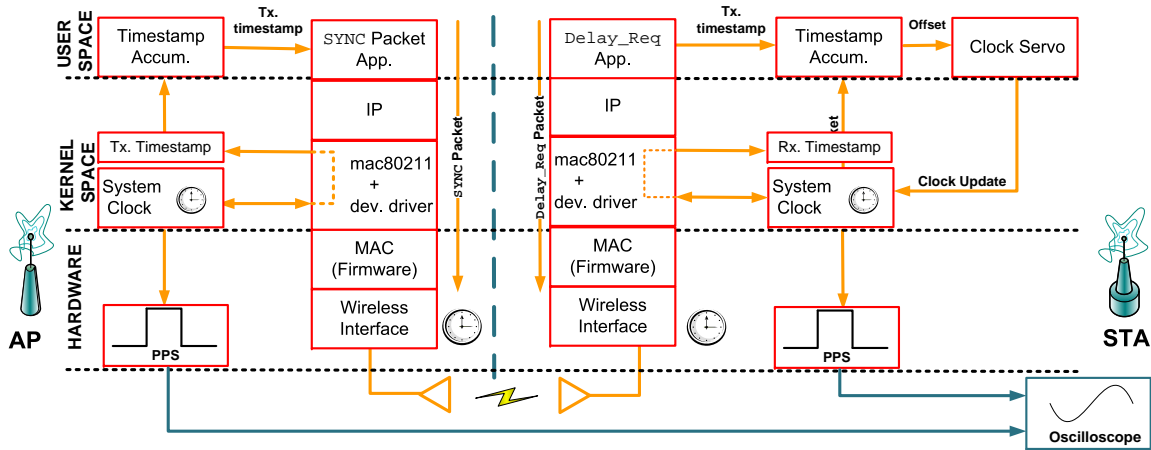 USER
SPACE
Timestamp
Accum.
Tx.
timestamp
SYNC Packet
App.
Delay_Req
App.
Tx.
timestamp
Timestamp
Accum.
Offset
Clock Servo
IP
IP
SYNC Packet
Delay_Req Packet
KERNEL
SPACE
Tx. Timestamp
System
Clock
mac80211
+
dev. driver
mac80211
+
dev. driver
Rx. Timestamp
System
Clock
Clock Update
HARDWARE
MAC
(Firmware)
MAC
(Firmware)
Wireless
Interface
Wireless
Interface
AP
STA
PPS
PPS
Oscilloscope